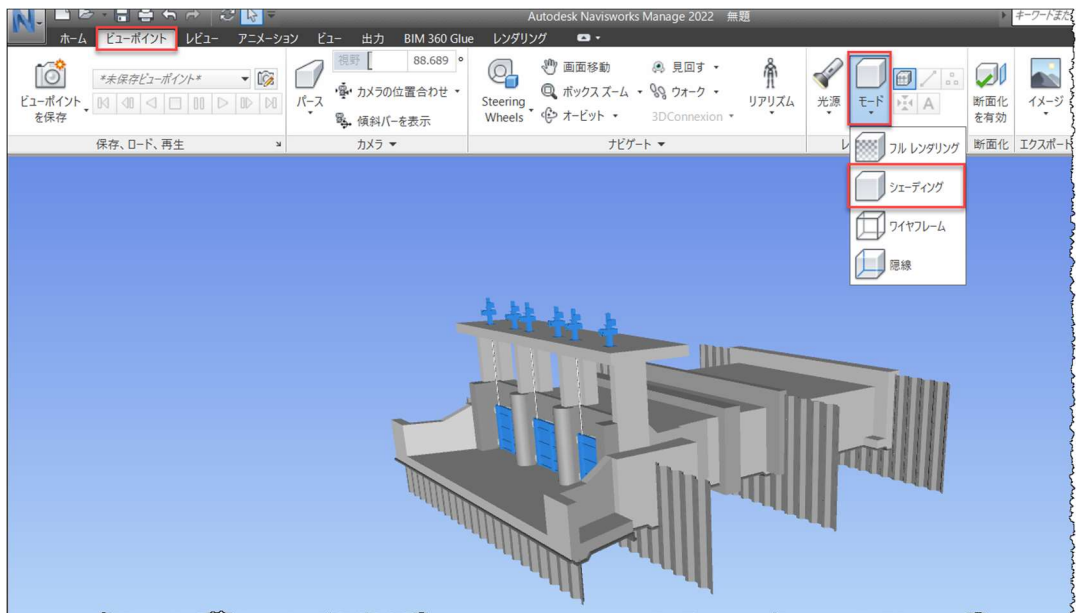 Autodesk Navisworks Manage 2022 無題
キーワードまた
ホーム ビューポイント レビュー アニメーション ビュー 出力 BIM 360 Glue レンダリング
ビューポイント
を保存
*未保存ビューポイント*
保存、ロード、再生
パース
視野 88.689 °
カメラの位置合わせ
傾斜バーを表示
カメラ
Steering
Wheels
画面移動
ボックス ズーム
オービット
見回す
ウォーク
3DConnexion
リアリズム
ナビゲート
光源
モード
A
レ
フル レンダリング
シェーディング
ワイヤフレーム
隠線
断面化
を有効
断面化
イメージ
エクスポート